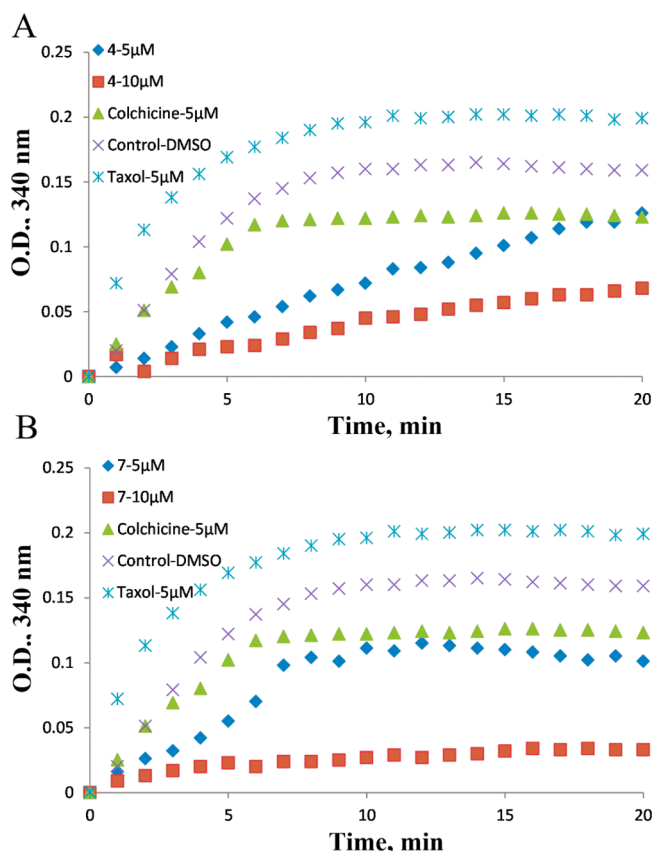 A
0.25
0.2
0.15
0.1
0.05
0
4-5µM
4-10µM
Colchicine-5µM
Control-DMSO
Taxol-5µM
O.D., 340 nm
0 5 10 15 20
Time, min
B
0.25
0.2
0.15
0.1
0.05
0
7-5µM
7-10µM
Colchicine-5µM
Control-DMSO
Taxol-5µM
O.D.. 340 nm
0 5 10 15 20
Time, min